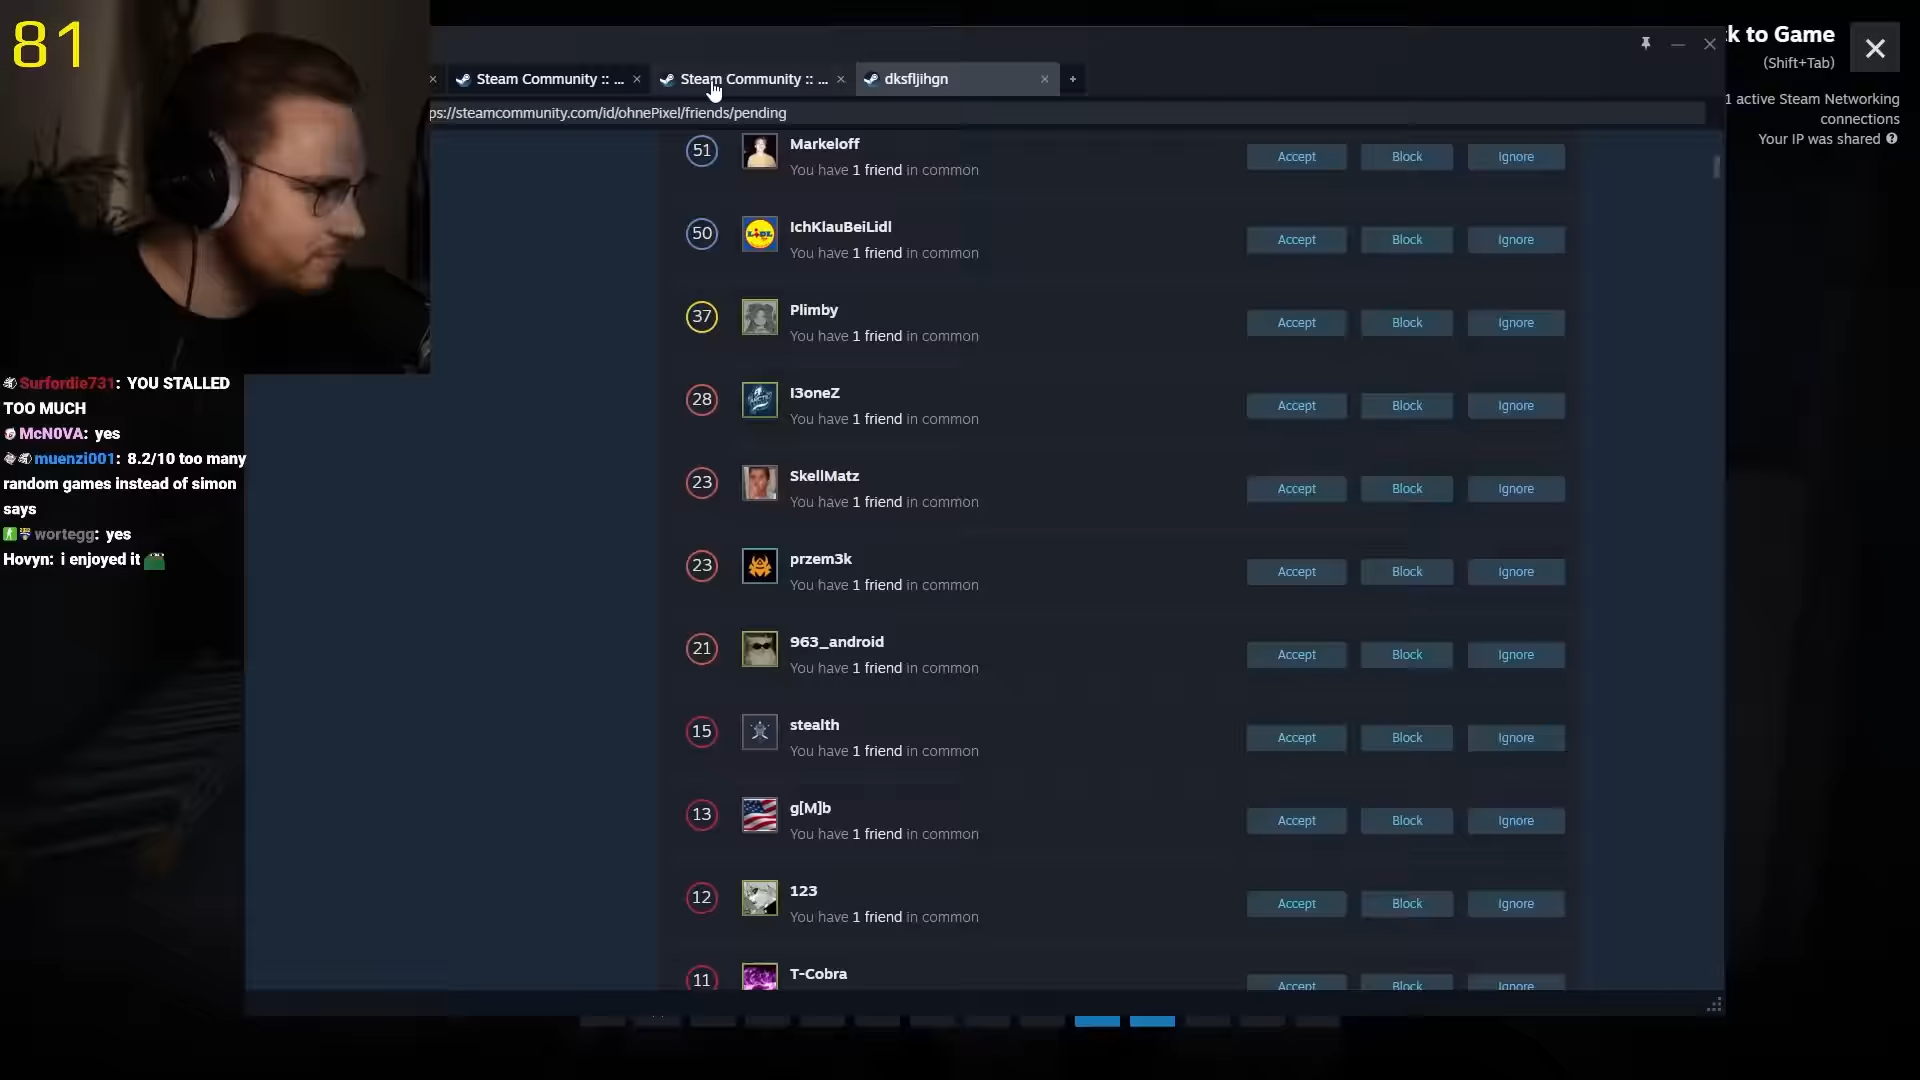 81
k to Game
(Shift+Tab)
1 active Steam Networking
connections
Your IP was shared
Steam Community :: ...
Steam Community :: ...
dksfljihgn
ps://steamcommunity.com/id/ohnePixel/friends/pending
51 Markeloff
You have 1 friend in common
Accept Block Ignore
50 IchKlauBeiLidl
You have 1 friend in common
Accept Block Ignore
37 Plimby
You have 1 friend in common
Accept Block Ignore
28 I3oneZ
You have 1 friend in common
Accept Block Ignore
23 SkellMatz
You have 1 friend in common
Accept Block Ignore
23 przem3k
You have 1 friend in common
Accept Block Ignore
21 963_android
You have 1 friend in common
Accept Block Ignore
15 stealth
You have 1 friend in common
Accept Block Ignore
13 g[M]b
You have 1 friend in common
Accept Block Ignore
12 123
You have 1 friend in common
Accept Block Ignore
11 T-Cobra
Accept Block Ignore
Surfordie731: YOU STALLED
TOO MUCH
McN0VA: yes
muenzi001: 8.2/10 too many
random games instead of simon
says
wortegg: yes
Hovyn: i enjoyed it